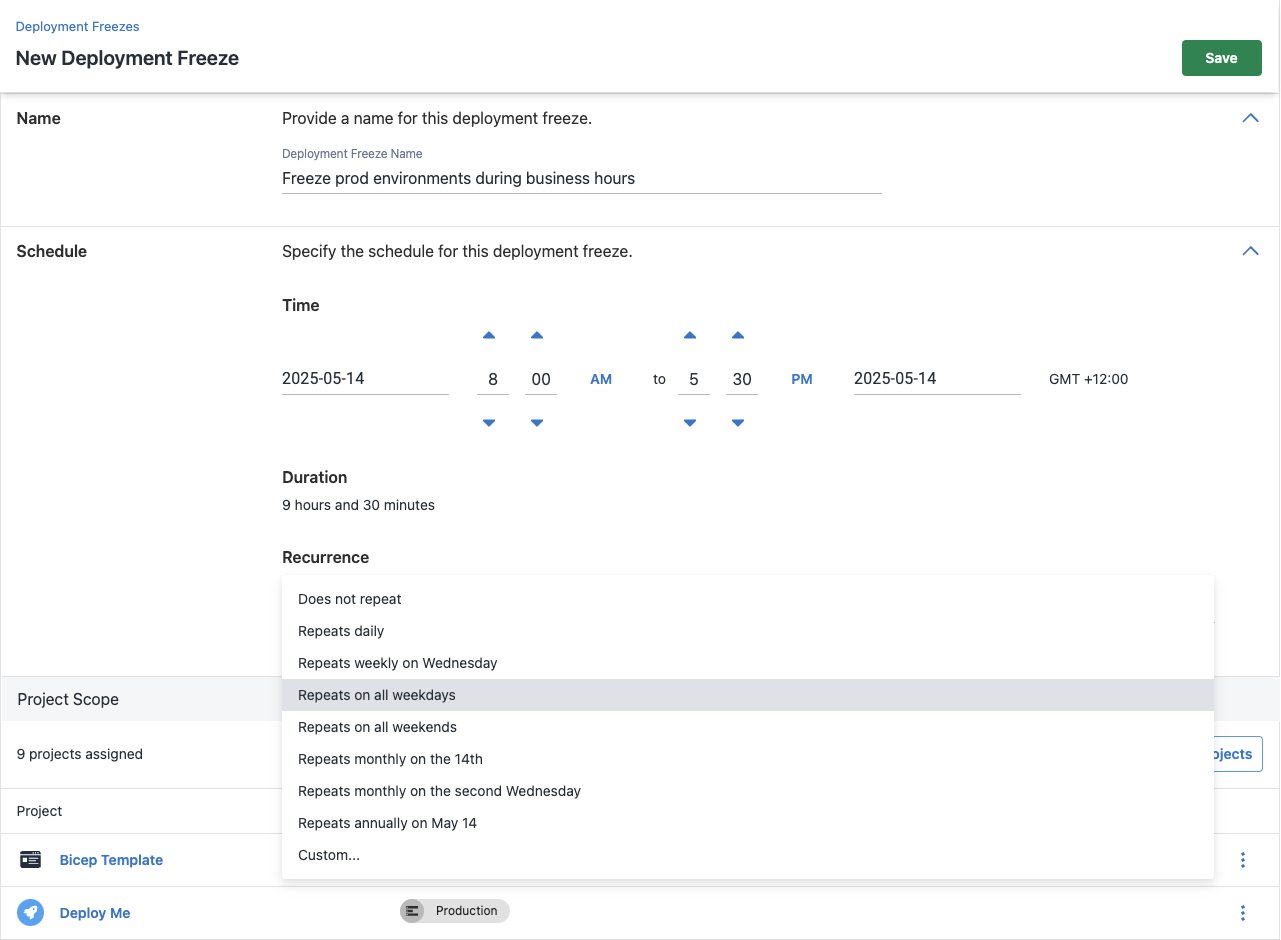 Deployment Freezes
New Deployment Freeze
Save
Name
Provide a name for this deployment freeze.
Deployment Freeze Name
Freeze prod environments during business hours
Schedule
Specify the schedule for this deployment freeze.
Time
2025-05-14 8 00 AM to 5 30 PM 2025-05-14 GMT +12:00
Duration
9 hours and 30 minutes
Recurrence
Does not repeat
Repeats daily
Repeats weekly on Wednesday
Repeats on all weekdays
Repeats on all weekends
Repeats monthly on the 14th
Repeats monthly on the second Wednesday
Repeats annually on May 14
Custom...
Project Scope
9 projects assigned
ojects
Project
Bicep Template
Deploy Me
Production